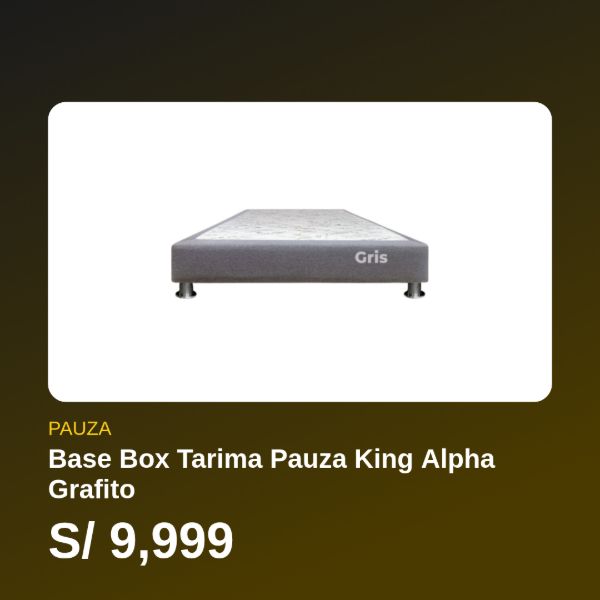 Gris
PAUZA
Base Box Tarima Pauza King Alpha
Grafito
S/ 9,999